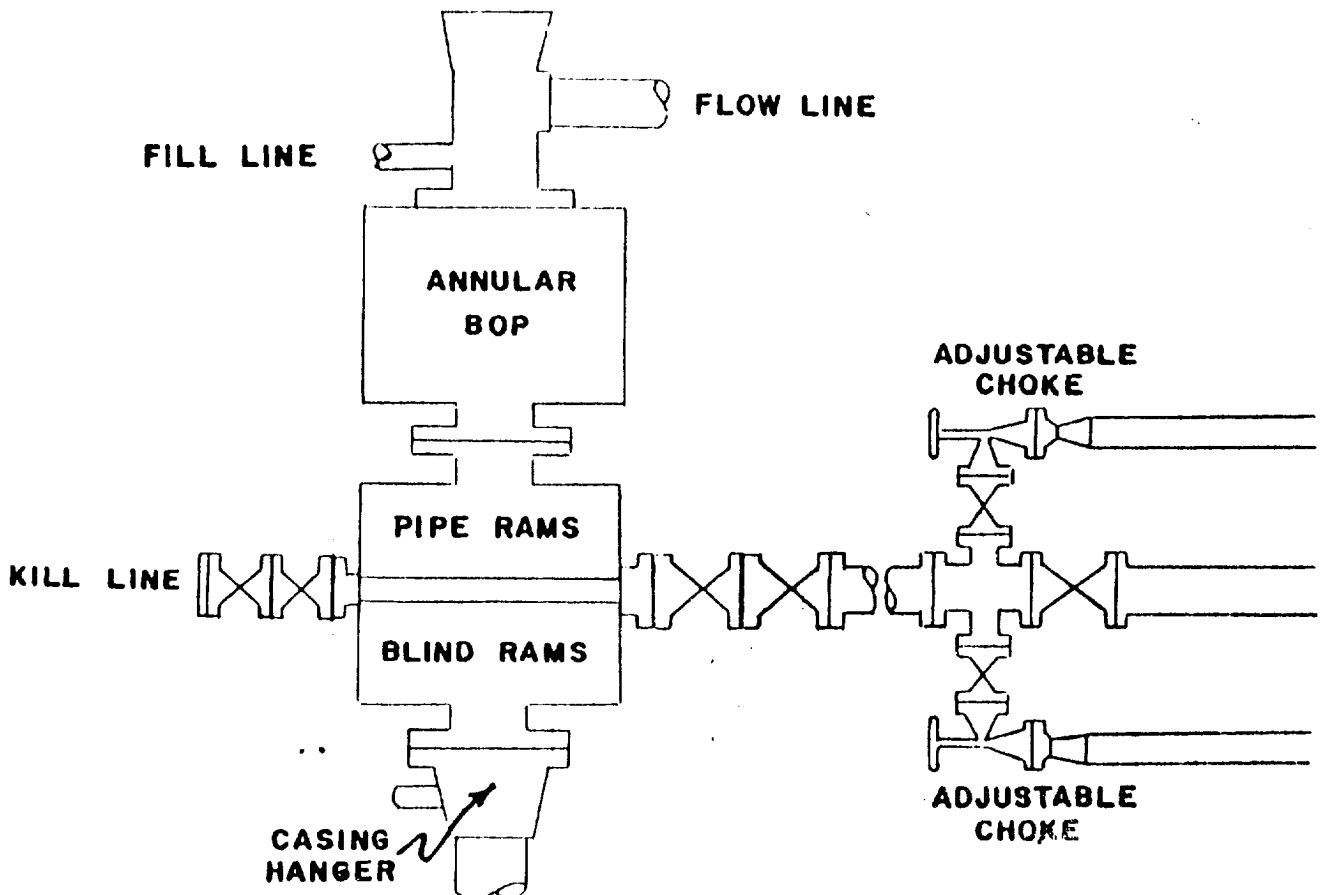 FLOW LINE
FILL LINE
ANNULAR
BOP
ADJUSTABLE
CHOKE
PIPE RAMS
KILL LINE
BLIND RAMS
ADJUSTABLE
CHOKE
CASING
HANGER